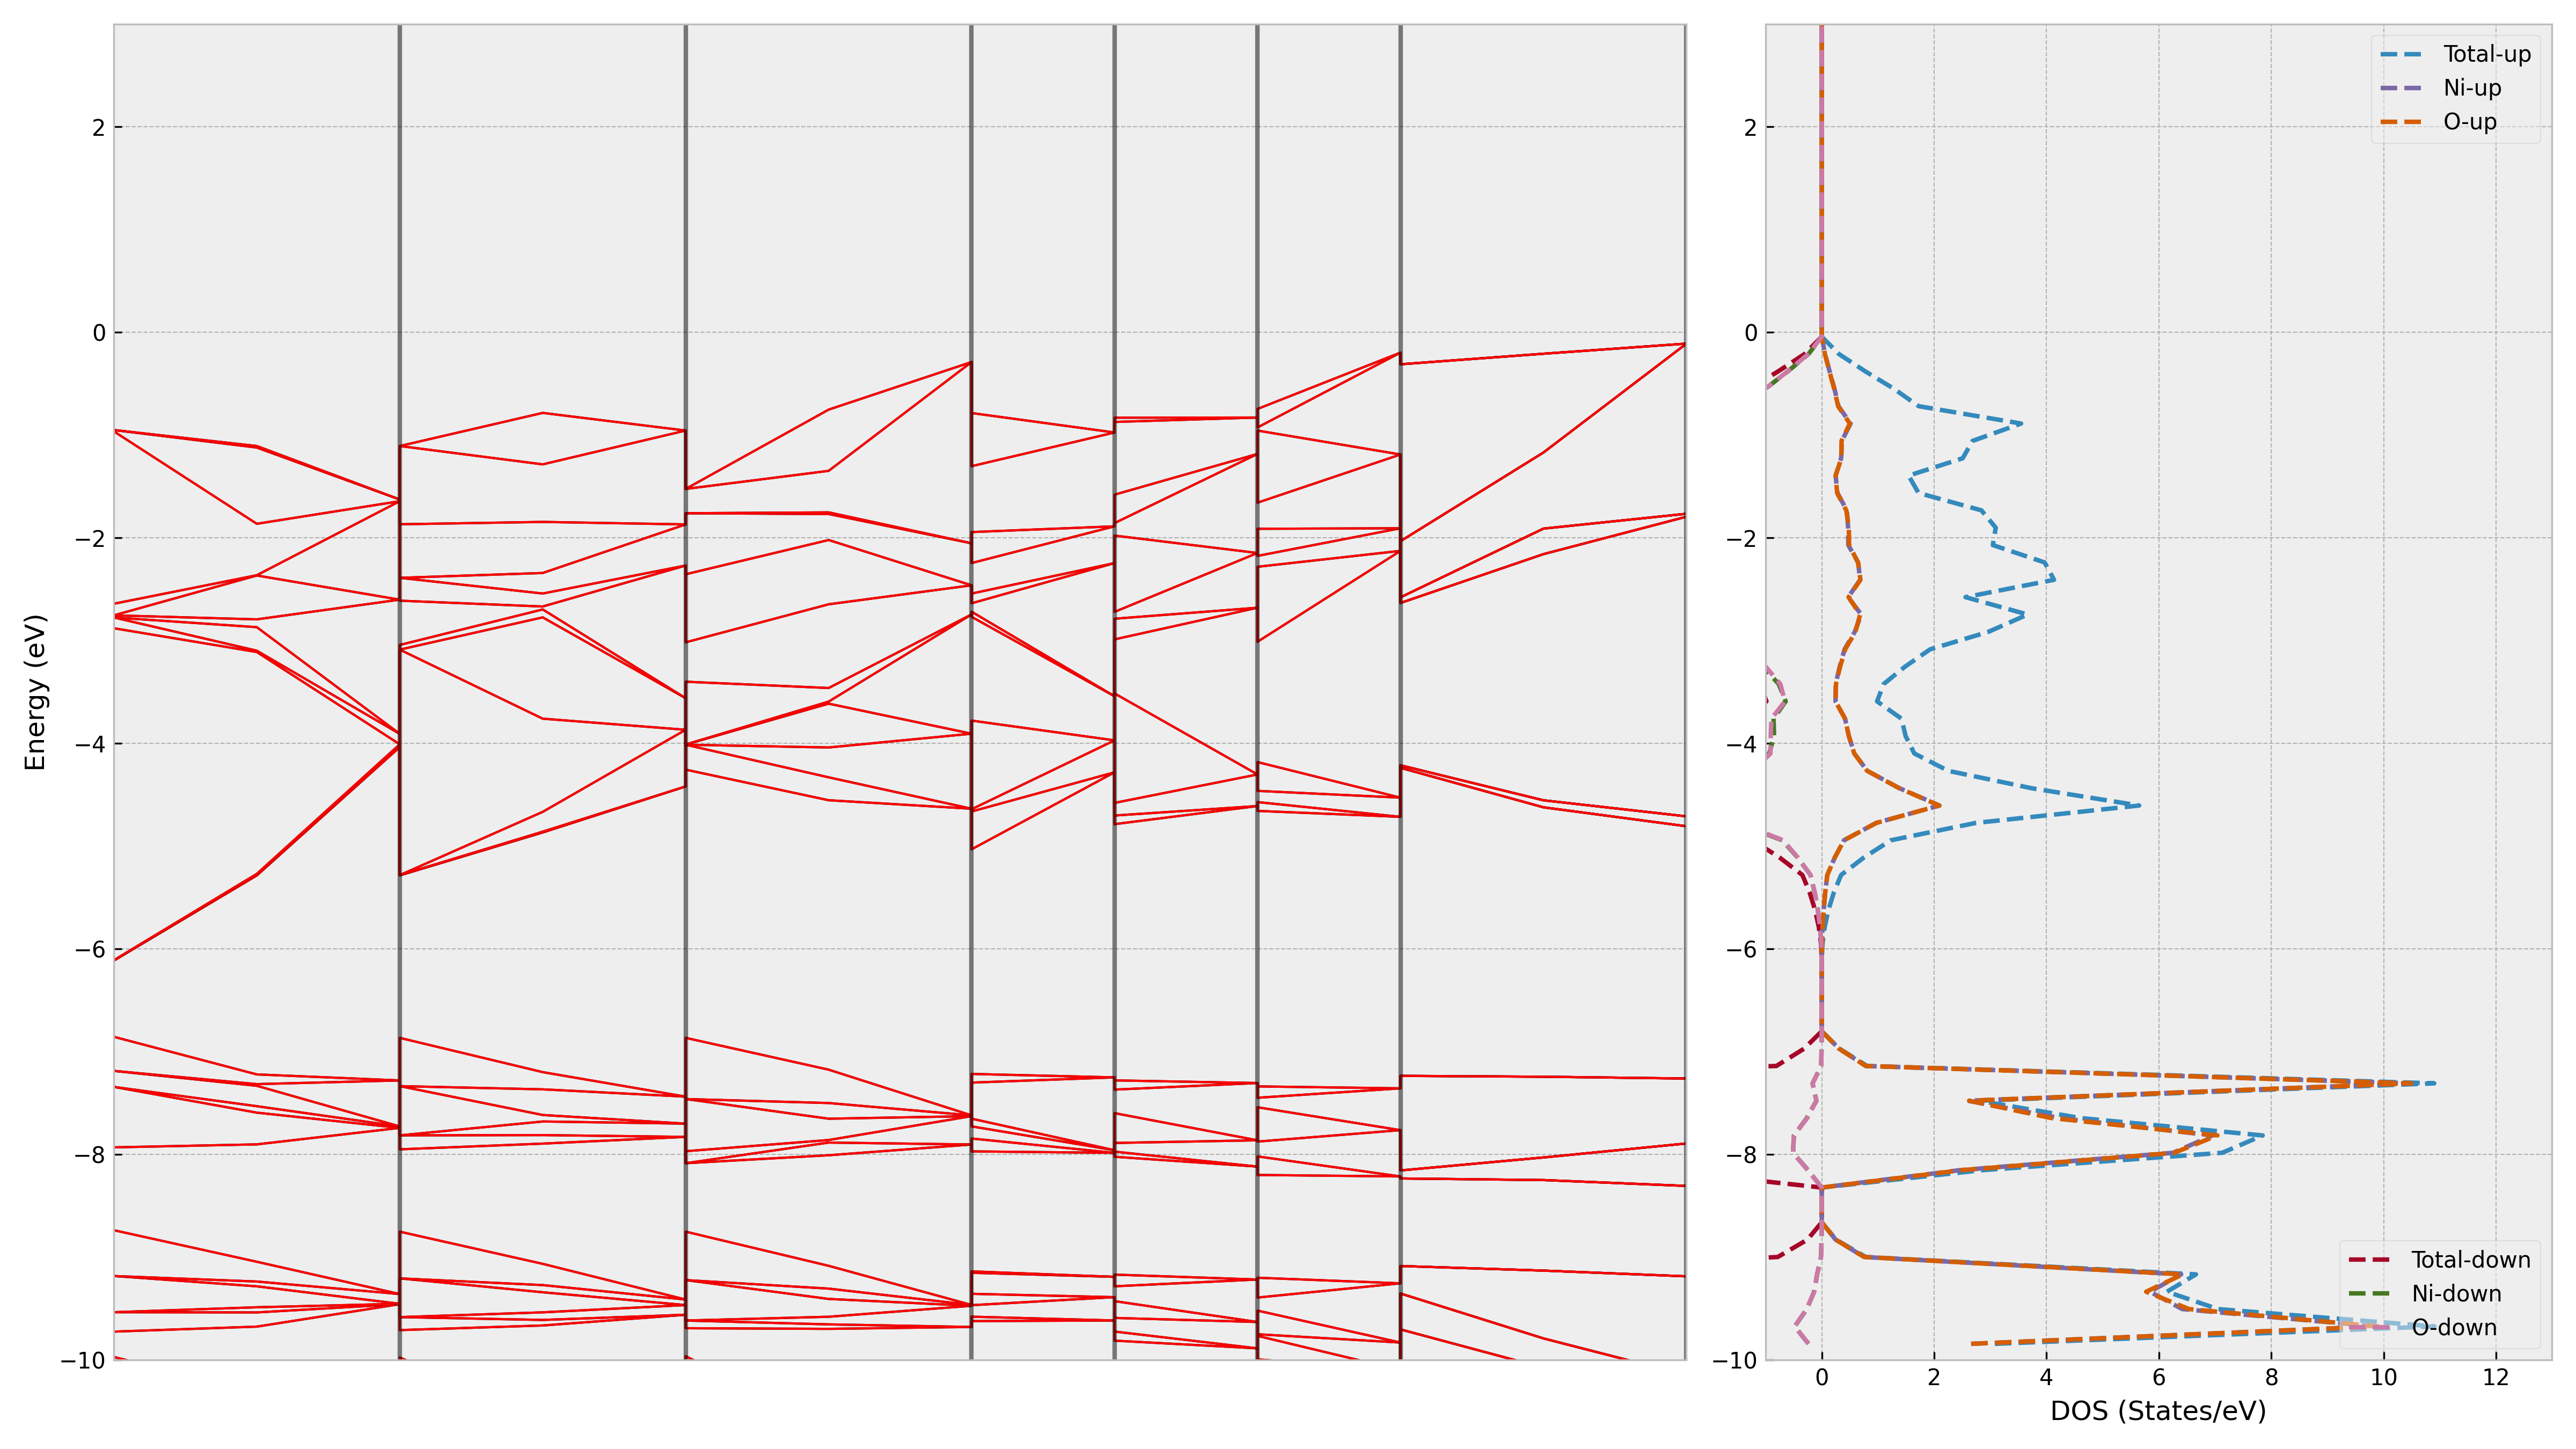 Energy (eV)
2
0
−2
−4
−6
−8
−10
2
0
−2
−4
−6
−8
−10
Total-up
Ni-up
O-up
Total-down
Ni-down
O-down
0 2 4 6 8 10 12
DOS (States/eV)